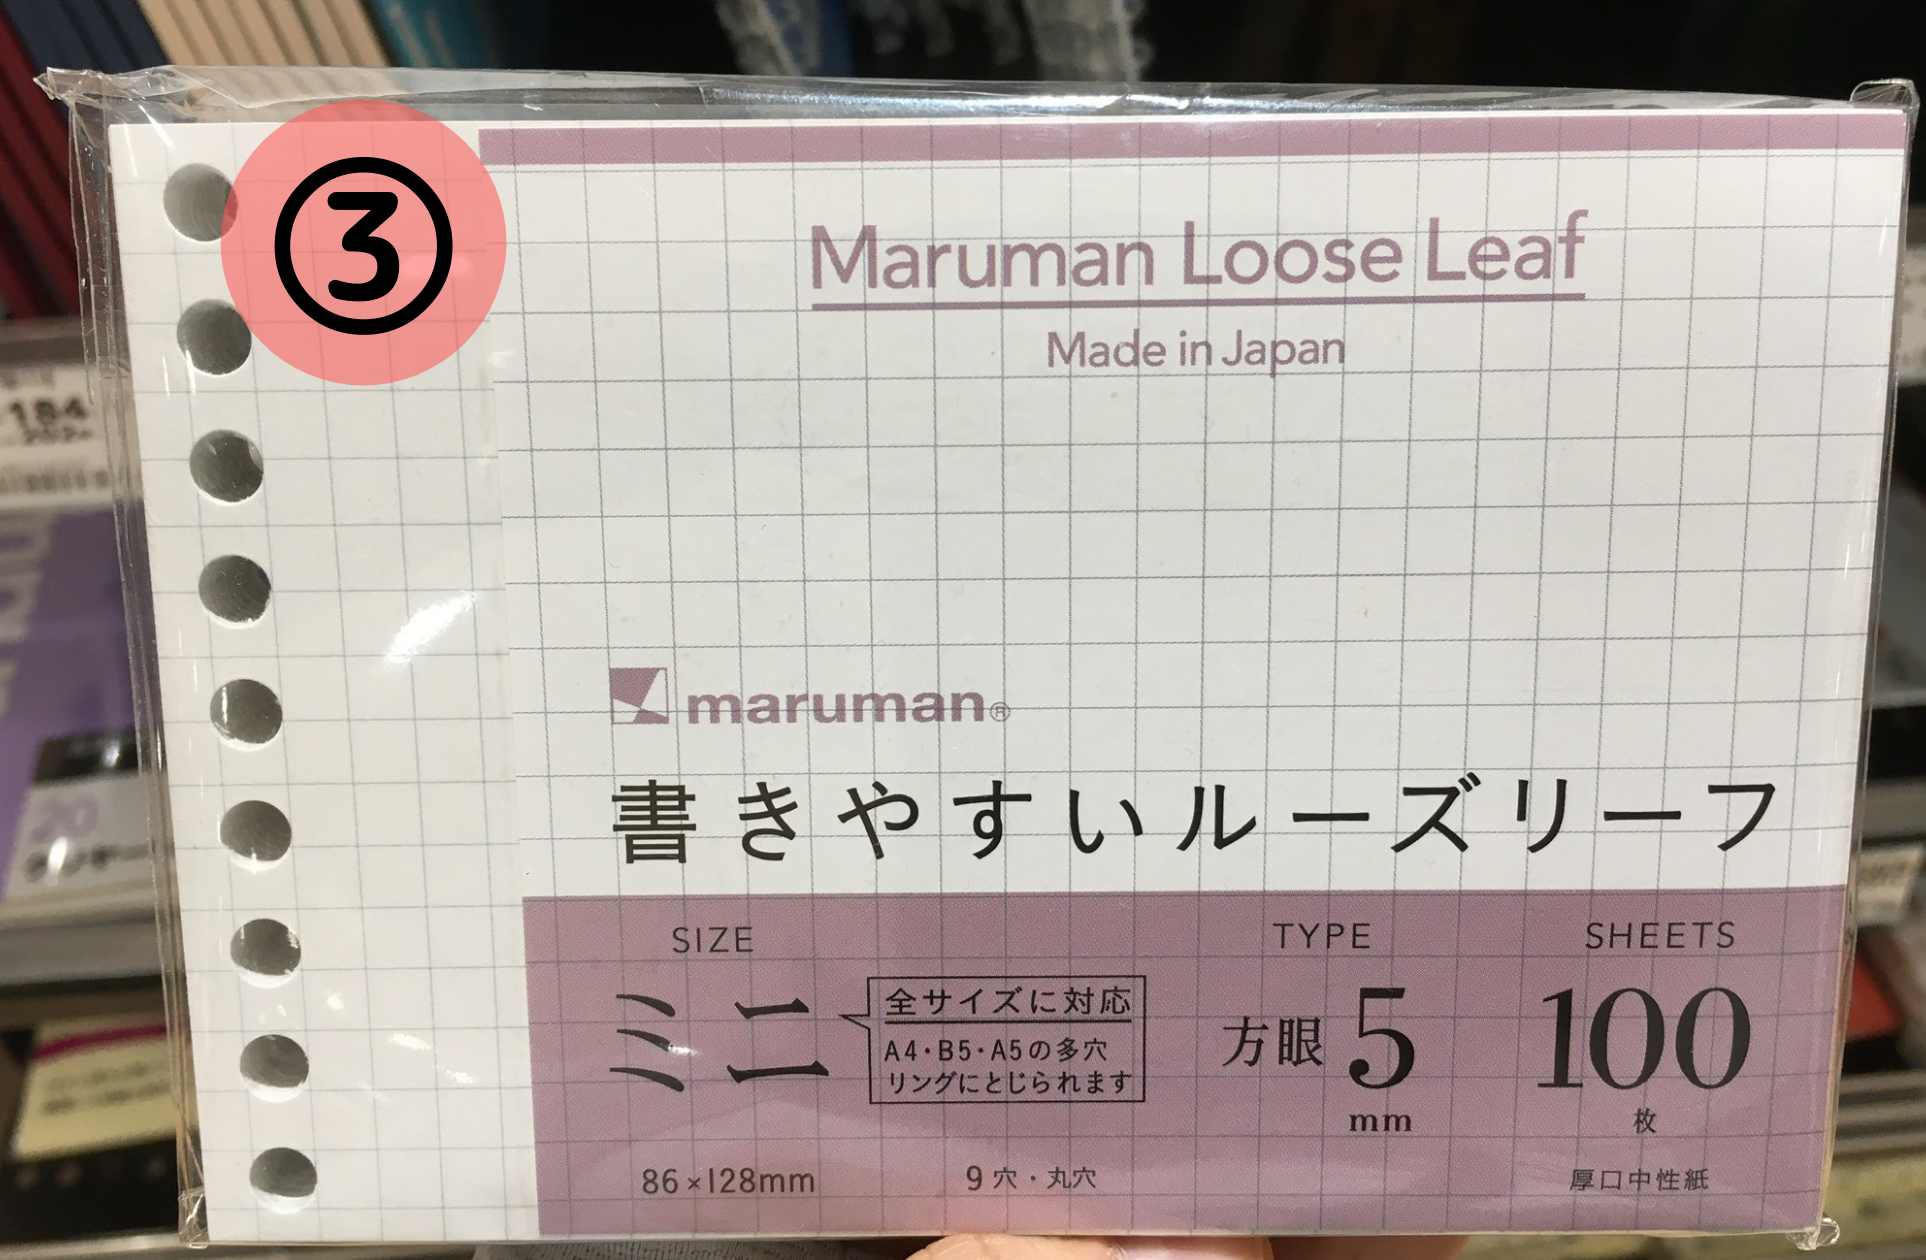 ③
Maruman Loose Leaf
Made in Japan
maruman®
書きやすいルーズリーフ
SIZE
ミニ
全サイズに対応
A4・B5・A5の多穴
リングにとじられます
86×128mm
9穴・丸穴
TYPE
方眼5
mm
SHEETS
100
枚
厚口中性紙
184
20